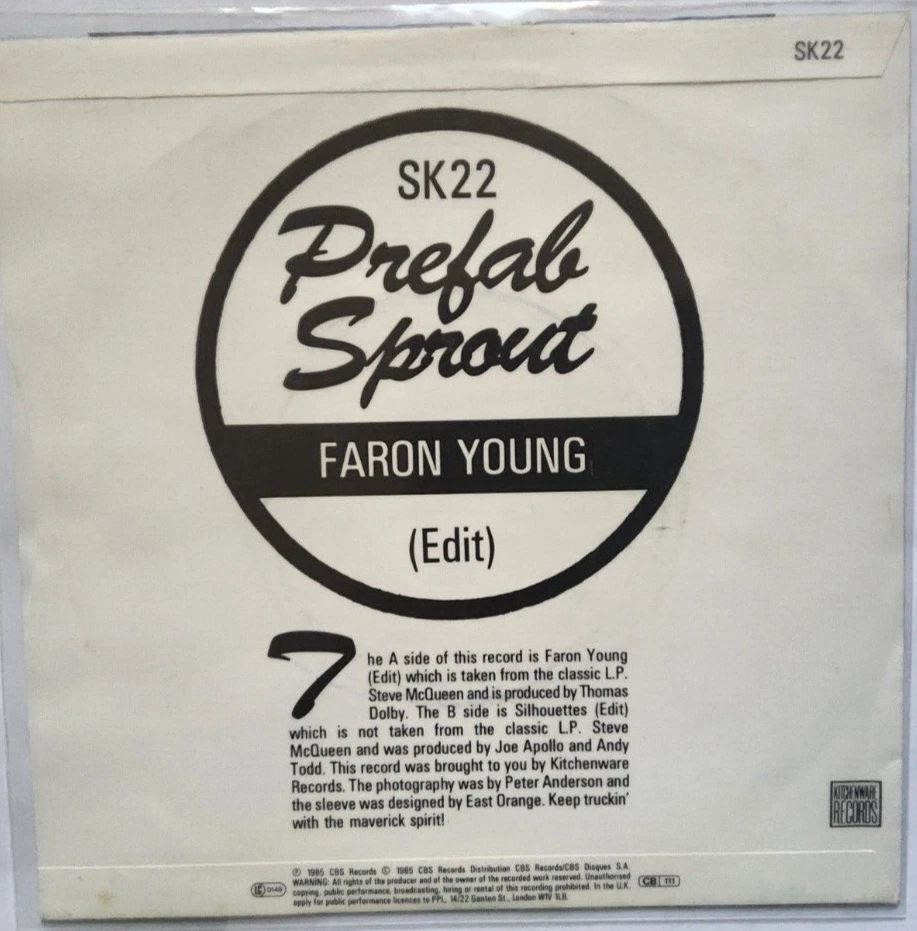 SK22
SK22
Prefab
Sprout
FARON YOUNG
(Edit)
The A side of this record is Faron Young
(Edit) which is taken from the classic L.P.
Steve McQueen and is produced by Thomas
Dolby. The B side is Silhouettes (Edit)
which is not taken from the classic L.P. Steve
McQueen and was produced by Joe Apollo and Andy
Todd. This record was brought to you by Kitchenware
Records. The photography was by Peter Anderson and
the sleeve was designed by East Orange. Keep truckin'
with the maverick spirit!
KITCHENWARE
RECORDS
℗ 1985 CBS Records © 1985 CBS Records Distribution CBS Records/CBS Disques S.A.
WARNING: All rights of the producer and of the owner of the recorded work reserved. Unauthorised
copying, public performance, broadcasting, hiring or rental of this recording prohibited. In the U.K.
apply for public performance licences to PPL, 14/22 Ganton St., London W1V 1LB.
LC 0149
CB 111